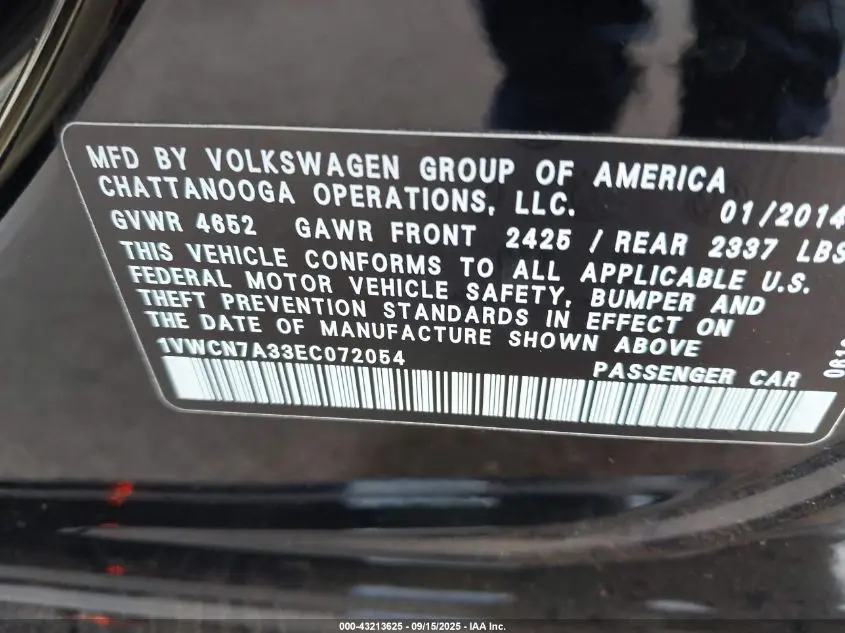 MFD BY VOLKSWAGEN GROUP OF AMERICA
CHATTANOOGA OPERATIONS, LLC. 01/2014
GVWR 4652 GAWR FRONT 2425 / REAR 2337 LBS
THIS VEHICLE CONFORMS TO ALL APPLICABLE U.S.
FEDERAL MOTOR VEHICLE SAFETY, BUMPER AND
THEFT PREVENTION STANDARDS IN EFFECT ON
THE DATE OF MANUFACTURE SHOWN ABOVE
1VWCN7A33EC072054 PASSENGER CAR
000-43213625 - 09/15/2025 - IAA Inc.